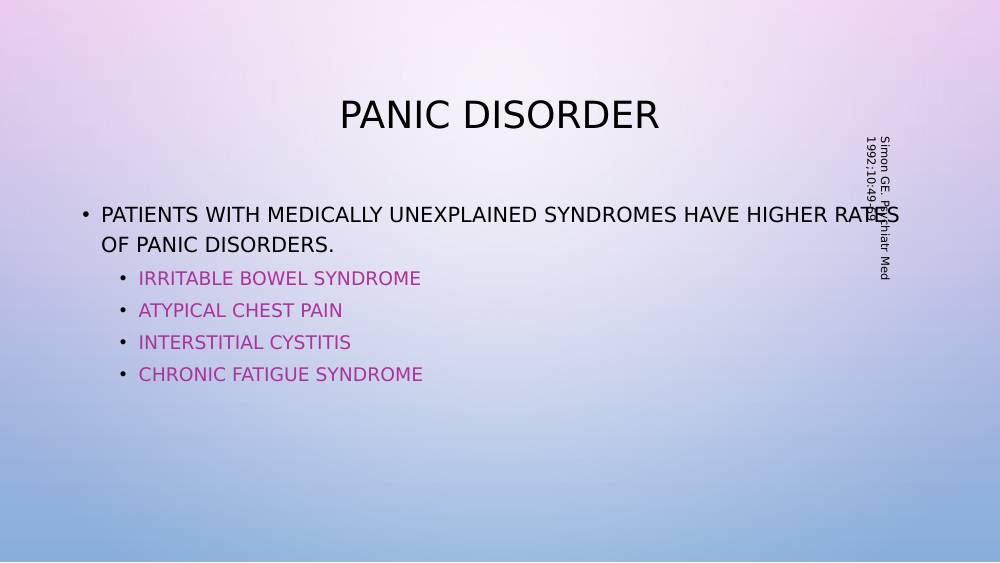 PANIC DISORDER
• PATIENTS WITH MEDICALLY UNEXPLAINED SYNDROMES HAVE HIGHER RATES
OF PANIC DISORDERS.
• IRRITABLE BOWEL SYNDROME
• ATYPICAL CHEST PAIN
• INTERSTITIAL CYSTITIS
• CHRONIC FATIGUE SYNDROME
Simon GE. Psychiatr Med
1992;10:49-